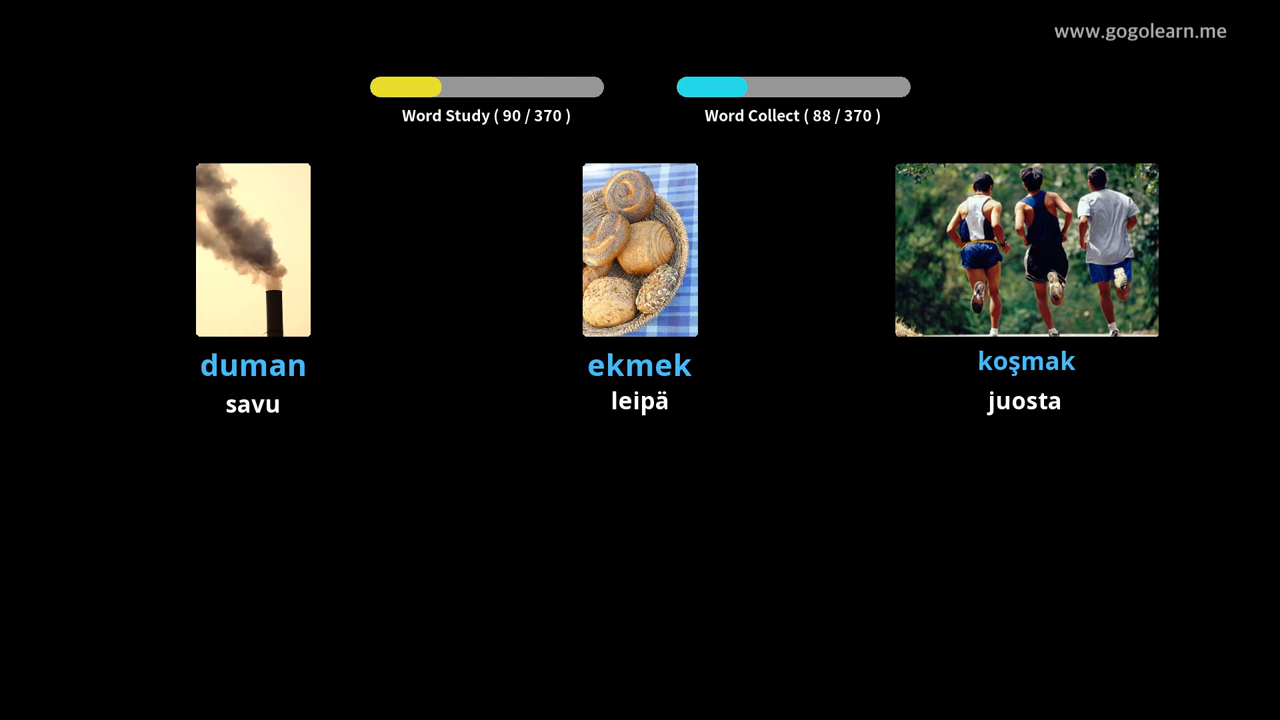 www.gogolearn.me
Word Study ( 90 / 370 )
Word Collect ( 88 / 370 )
duman
savu
ekmek
leipä
koşmak
juosta